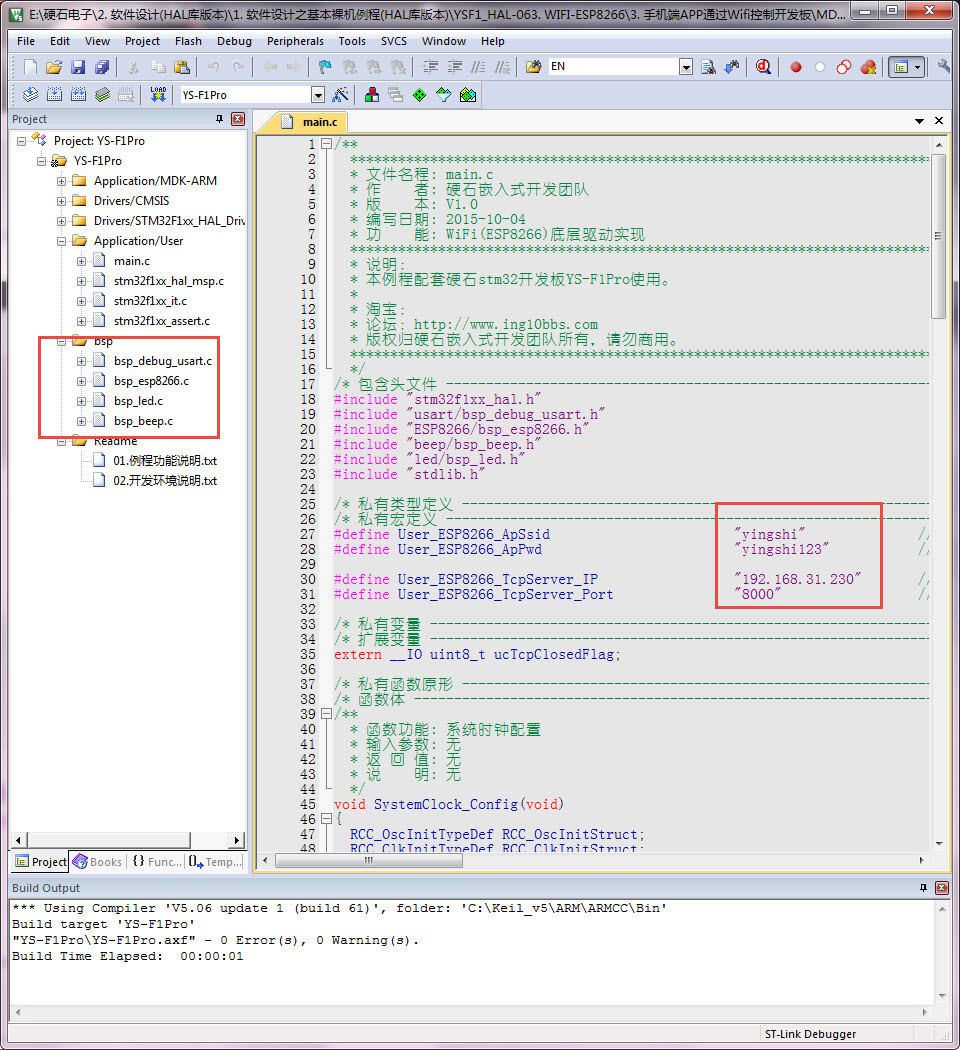 E:\硬石电子\2. 软件设计(HAL库版本)\1. 软件设计之基本裸机例程(HAL库版本)\YSF1_HAL-063. WIFI-ESP8266\3. 手机端APP通过Wifi控制开发板\MD...
File Edit View Project Flash Debug Peripherals Tools SVCS Window Help
EN
LOAD YS-F1Pro
Project
Project: YS-F1Pro
YS-F1Pro
Application/MDK-ARM
Drivers/CMSIS
Drivers/STM32F1xx_HAL_Driv
Application/User
main.c
stm32f1xx_hal_msp.c
stm32f1xx_it.c
stm32f1xx_assert.c
bsp
bsp_debug_usart.c
bsp_esp8266.c
bsp_led.c
bsp_beep.c
Readme
01.例程功能说明.txt
02.开发环境说明.txt
Project Books {} Func... Temp...
main.c
1 /**
2 ******************************************************************************
3 * 文件名程: main.c
4 * 作 者: 硬石嵌入式开发团队
5 * 版 本: V1.0
6 * 编写日期: 2015-10-04
7 * 功 能: WiFi(ESP8266)底层驱动实现
8 ******************************************************************************
9 * 说明:
10 * 本例程配套硬石stm32开发板YS-F1Pro使用。
11 *
12 * 淘宝:
13 * 论坛: http://www.ing10bbs.com
14 * 版权归硬石嵌入式开发团队所有，请勿商用。
15 ******************************************************************************
16 */
17 /* 包含头文件 ----------------------------------------------------------------
18 #include "stm32f1xx_hal.h"
19 #include "usart/bsp_debug_usart.h"
20 #include "ESP8266/bsp_esp8266.h"
21 #include "beep/bsp_beep.h"
22 #include "led/bsp_led.h"
23 #include "stdlib.h"
24
25 /* 私有类型定义 --------------------------------------------------------------
26 /* 私有宏定义 ----------------------------------------------------------------
27 #define User_ESP8266_ApSsid "yingshi" //
28 #define User_ESP8266_ApPwd "yingshi123" //
29
30 #define User_ESP8266_TcpServer_IP "192.168.31.230" //
31 #define User_ESP8266_TcpServer_Port "8000" //
32
33 /* 私有变量 ------------------------------------------------------------------
34 /* 扩展变量 ------------------------------------------------------------------
35 extern __IO uint8_t ucTcpClosedFlag;
36
37 /* 私有函数原形 --------------------------------------------------------------
38 /* 函数体 --------------------------------------------------------------------
39 /**
40 * 函数功能: 系统时钟配置
41 * 输入参数: 无
42 * 返 回 值: 无
43 * 说 明: 无
44 */
45 void SystemClock_Config(void)
46 {
47 RCC_OscInitTypeDef RCC_OscInitStruct;
48 RCC_ClkInitTypeDef RCC_ClkInitStruct;
Build Output
*** Using Compiler 'V5.06 update 1 (build 61)', folder: 'C:\Keil_v5\ARM\ARMCC\Bin'
Build target 'YS-F1Pro'
"YS-F1Pro\YS-F1Pro.axf" - 0 Error(s), 0 Warning(s).
Build Time Elapsed: 00:00:01
ST-Link Debugger